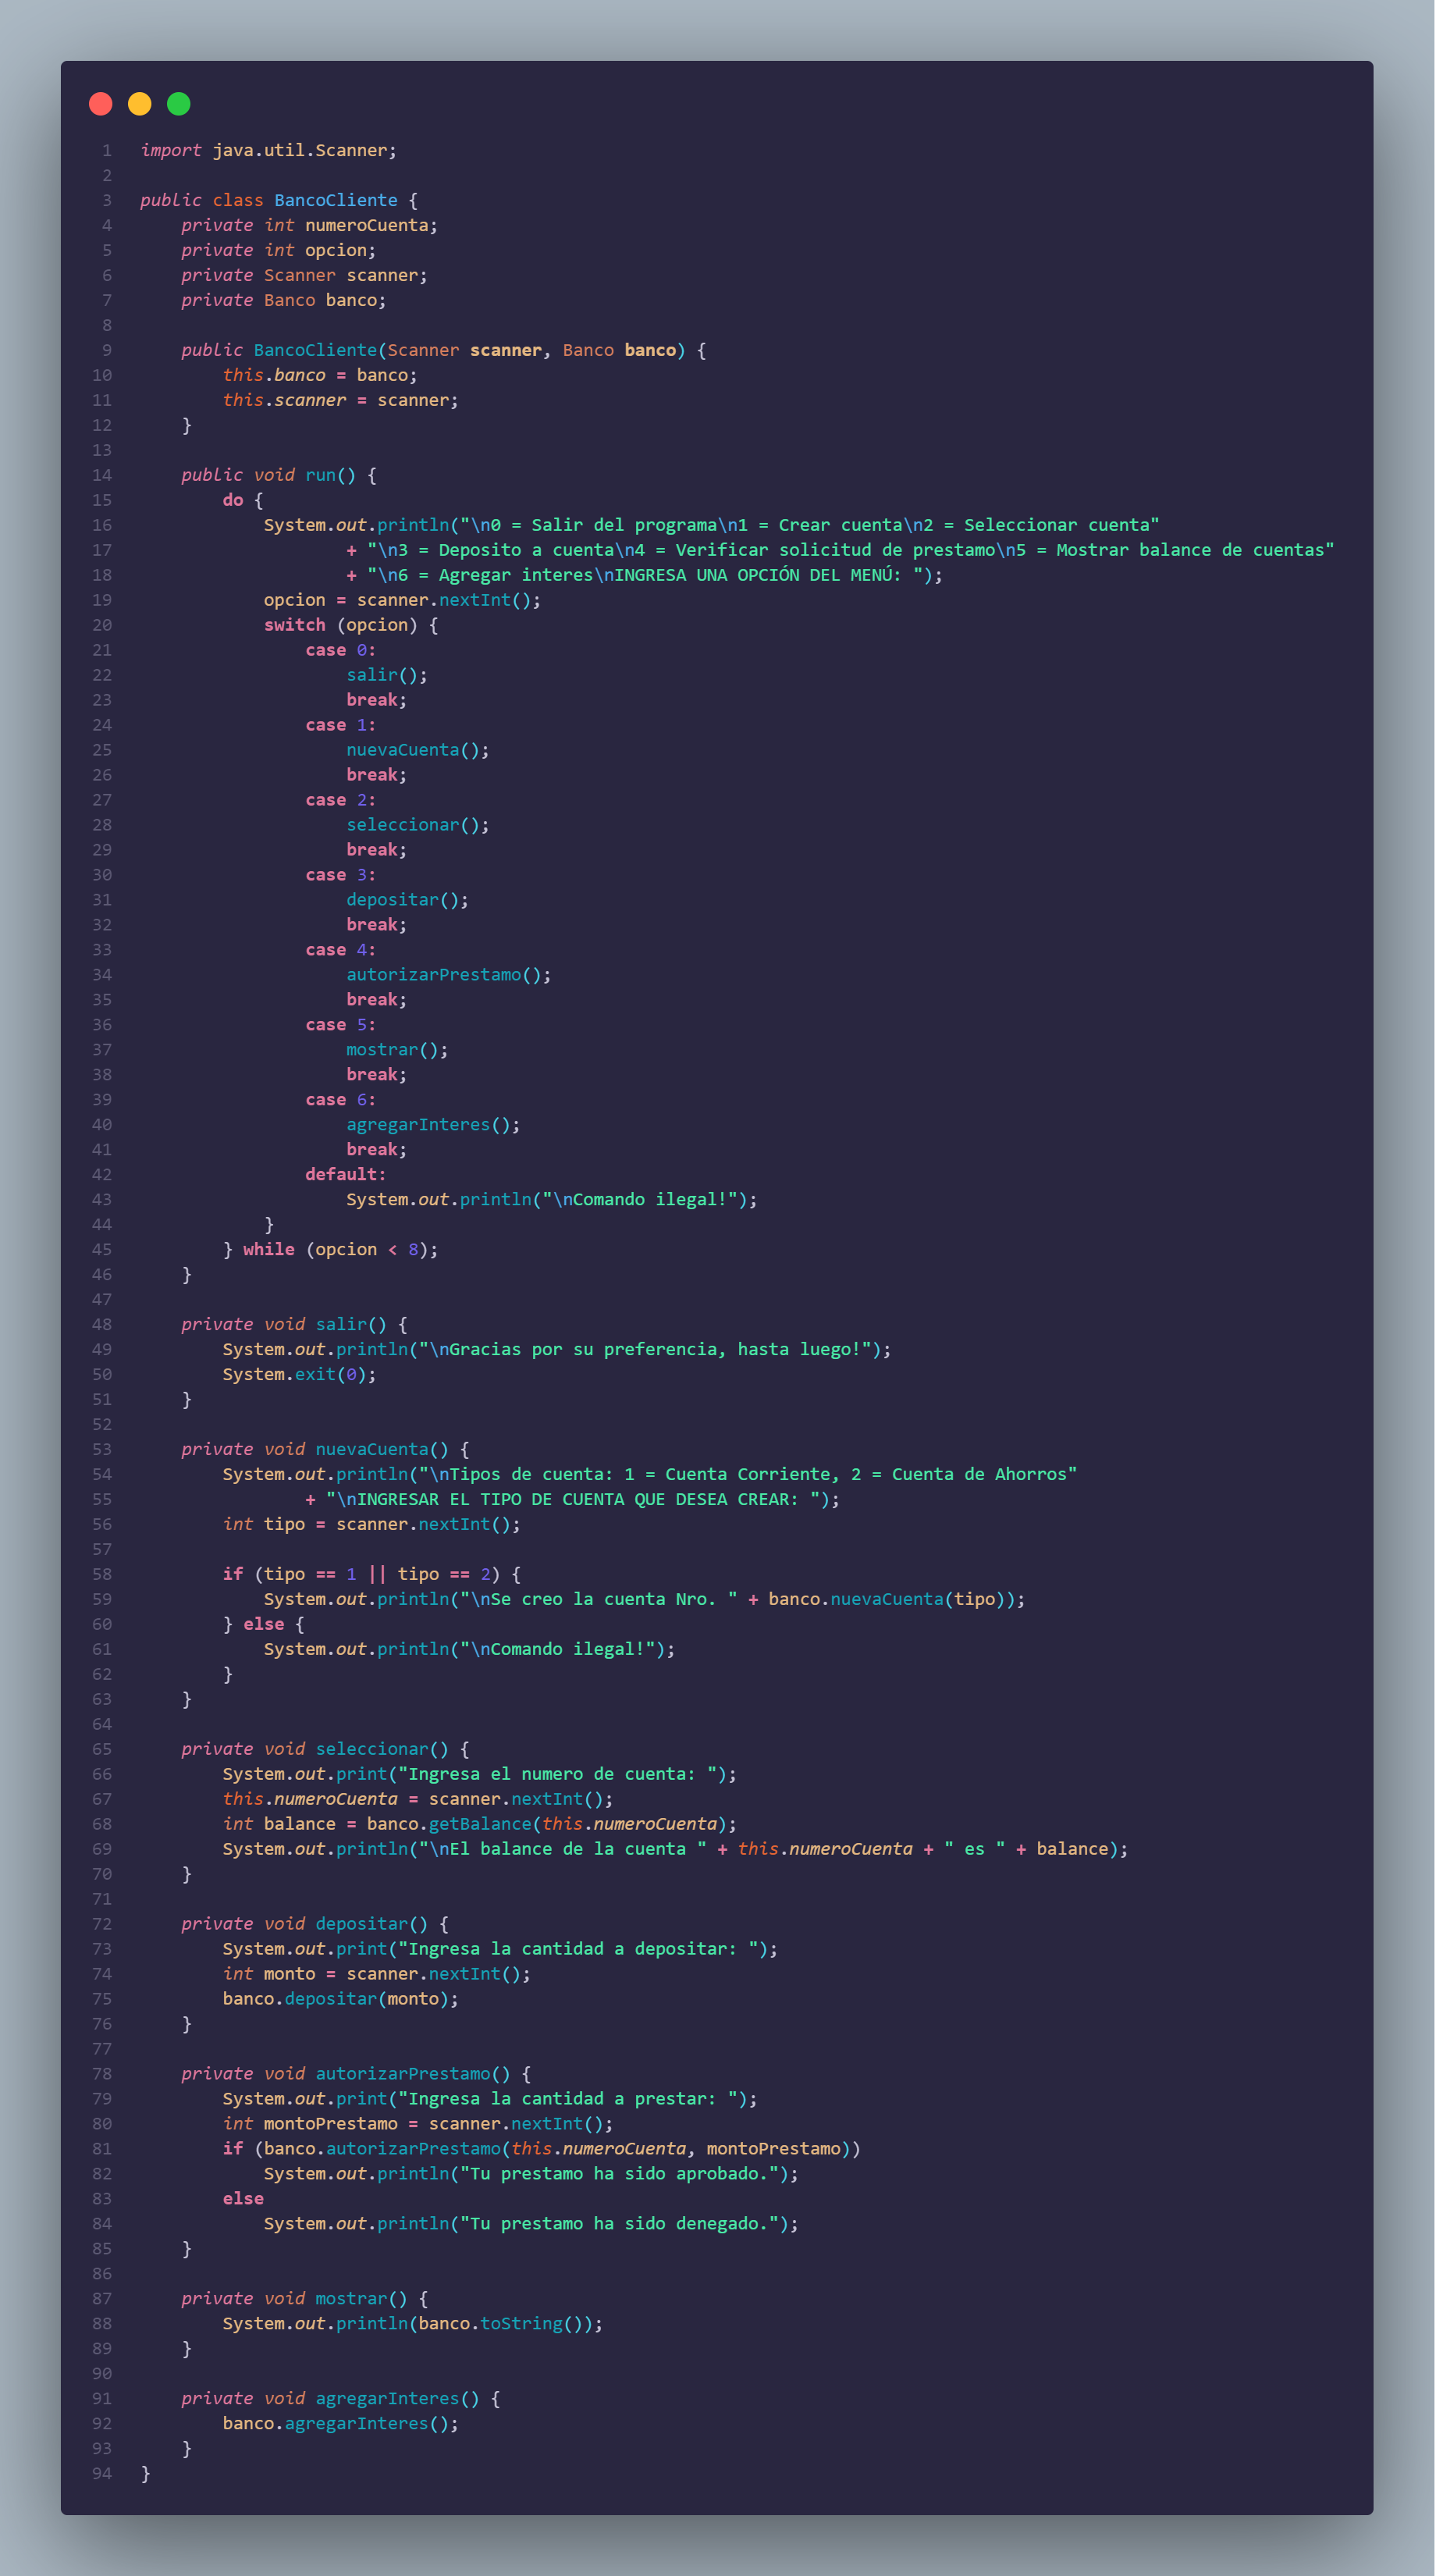 1 import java.util.Scanner;
2
3 public class BancoCliente {
4     private int numeroCuenta;
5     private int opcion;
6     private Scanner scanner;
7     private Banco banco;
8
9     public BancoCliente(Scanner scanner, Banco banco) {
10         this.banco = banco;
11         this.scanner = scanner;
12     }
13
14     public void run() {
15         do {
16             System.out.println("\n0 = Salir del programa\n1 = Crear cuenta\n2 = Seleccionar cuenta"
17                     + "\n3 = Deposito a cuenta\n4 = Verificar solicitud de prestamo\n5 = Mostrar balance de cuentas"
18                     + "\n6 = Agregar interes\nINGRESA UNA OPCIÓN DEL MENÚ: ");
19             opcion = scanner.nextInt();
20             switch (opcion) {
21                 case 0:
22                     salir();
23                     break;
24                 case 1:
25                     nuevaCuenta();
26                     break;
27                 case 2:
28                     seleccionar();
29                     break;
30                 case 3:
31                     depositar();
32                     break;
33                 case 4:
34                     autorizarPrestamo();
35                     break;
36                 case 5:
37                     mostrar();
38                     break;
39                 case 6:
40                     agregarInteres();
41                     break;
42                 default:
43                     System.out.println("\nComando ilegal!");
44             }
45         } while (opcion < 8);
46     }
47
48     private void salir() {
49         System.out.println("\nGracias por su preferencia, hasta luego!");
50         System.exit(0);
51     }
52
53     private void nuevaCuenta() {
54         System.out.println("\nTipos de cuenta: 1 = Cuenta Corriente, 2 = Cuenta de Ahorros"
55                 + "\nINGRESAR EL TIPO DE CUENTA QUE DESEA CREAR: ");
56         int tipo = scanner.nextInt();
57
58         if (tipo == 1 || tipo == 2) {
59             System.out.println("\nSe creo la cuenta Nro. " + banco.nuevaCuenta(tipo));
60         } else {
61             System.out.println("\nComando ilegal!");
62         }
63     }
64
65     private void seleccionar() {
66         System.out.print("Ingresa el numero de cuenta: ");
67         this.numeroCuenta = scanner.nextInt();
68         int balance = banco.getBalance(this.numeroCuenta);
69         System.out.println("\nEl balance de la cuenta " + this.numeroCuenta + " es " + balance);
70     }
71
72     private void depositar() {
73         System.out.print("Ingresa la cantidad a depositar: ");
74         int monto = scanner.nextInt();
75         banco.depositar(monto);
76     }
77
78     private void autorizarPrestamo() {
79         System.out.print("Ingresa la cantidad a prestar: ");
80         int montoPrestamo = scanner.nextInt();
81         if (banco.autorizarPrestamo(this.numeroCuenta, montoPrestamo))
82             System.out.println("Tu prestamo ha sido aprobado.");
83         else
84             System.out.println("Tu prestamo ha sido denegado.");
85     }
86
87     private void mostrar() {
88         System.out.println(banco.toString());
89     }
90
91     private void agregarInteres() {
92         banco.agregarInteres();
93     }
94 }